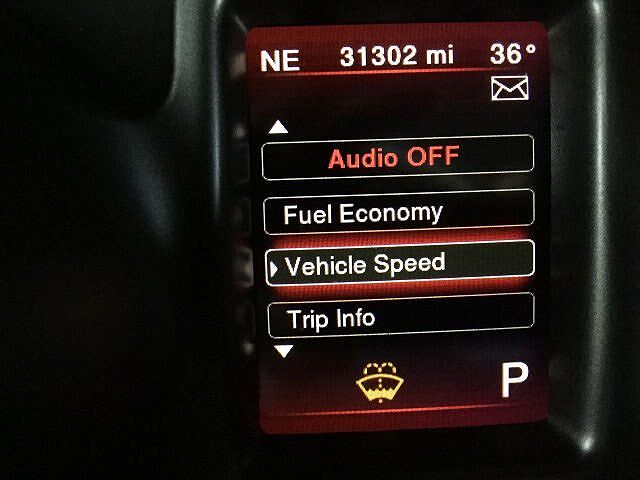 NE 31302 mi 36°
Audio OFF
Fuel Economy
Vehicle Speed
Trip Info
P